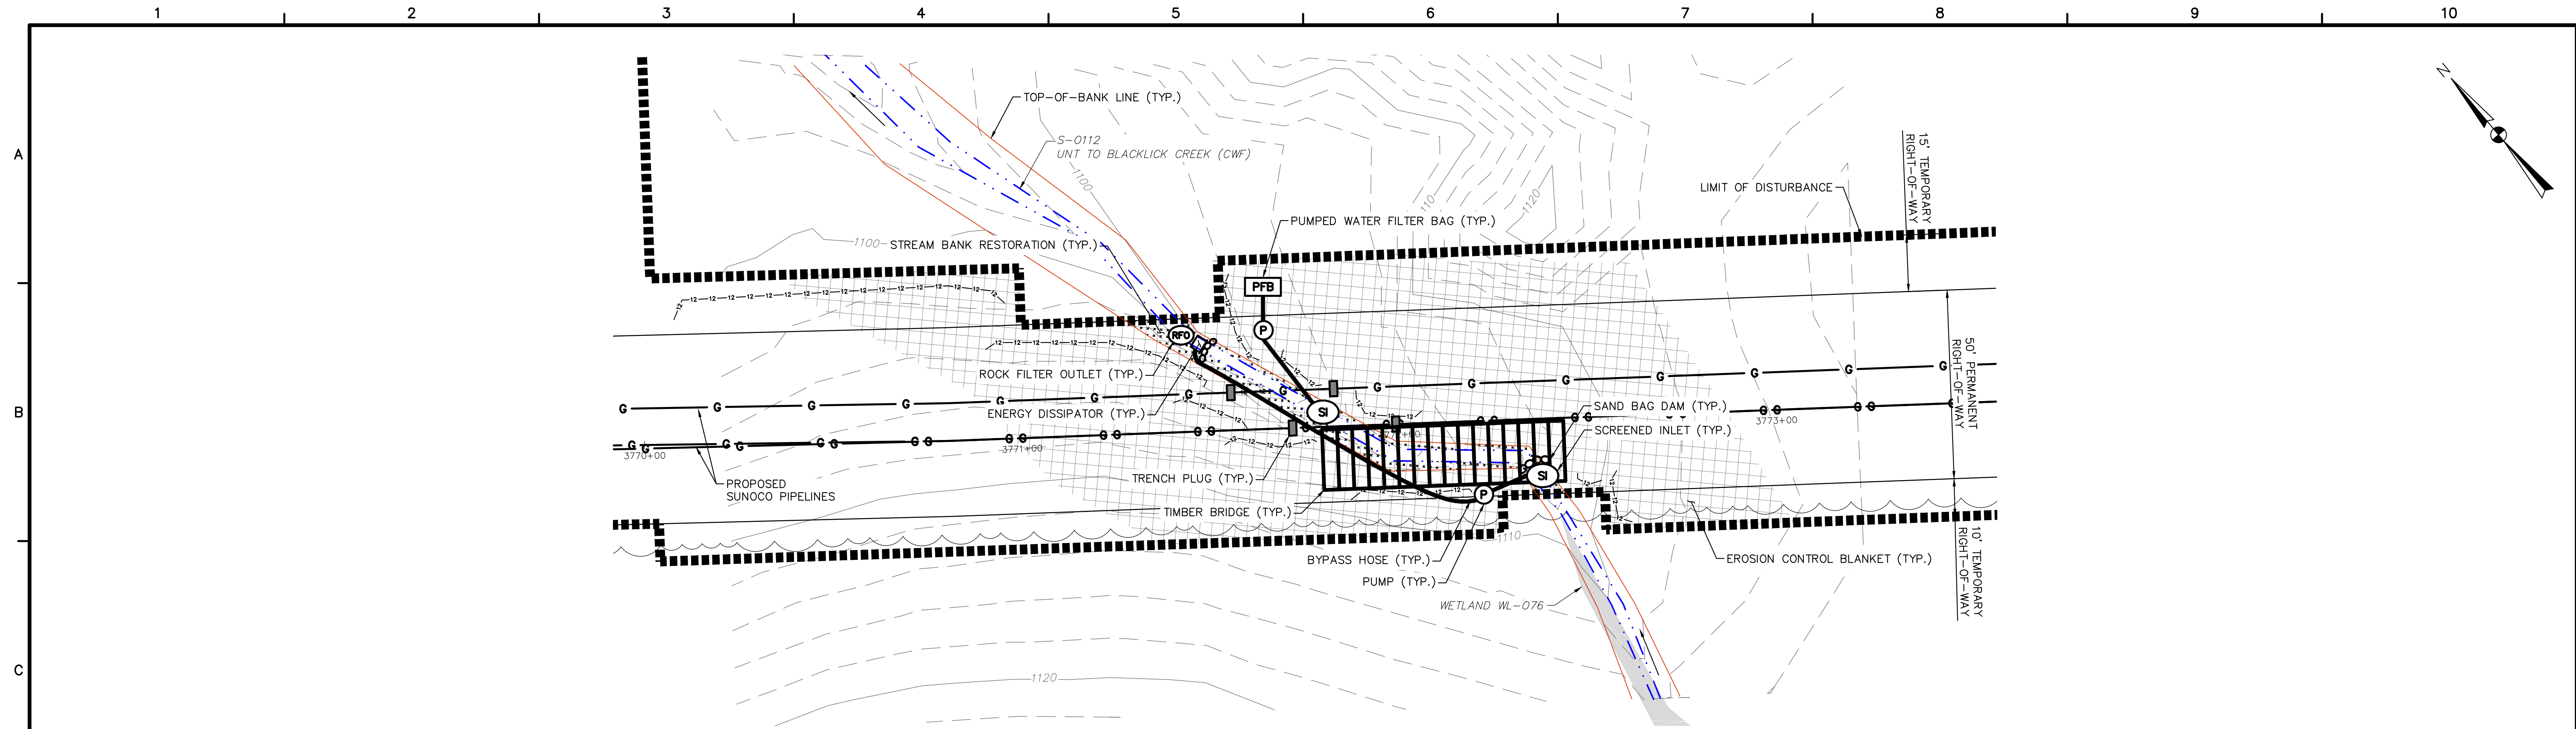 1 2 3 4 5 6 7 8 9 10
A
B
C
N
TOP-OF-BANK LINE (TYP.)
S-0112
UNT TO BLACKLICK CREEK (CWF)
1100
1110
1120
LIMIT OF DISTURBANCE
15' TEMPORARY
RIGHT-OF-WAY
PUMPED WATER FILTER BAG (TYP.)
1100
STREAM BANK RESTORATION (TYP.)
PFB
P
RFO
ROCK FILTER OUTLET (TYP.)
ENERGY DISSIPATOR (TYP.)
SI
SAND BAG DAM (TYP.)
SCREENED INLET (TYP.)
50' PERMANENT
RIGHT-OF-WAY
3770+00
3771+00
3773+00
PROPOSED
SUNOCO PIPELINES
TRENCH PLUG (TYP.)
SI
P
TIMBER BRIDGE (TYP.)
1110
BYPASS HOSE (TYP.)
PUMP (TYP.)
EROSION CONTROL BLANKET (TYP.)
10' TEMPORARY
RIGHT-OF-WAY
WETLAND WL-076
1120